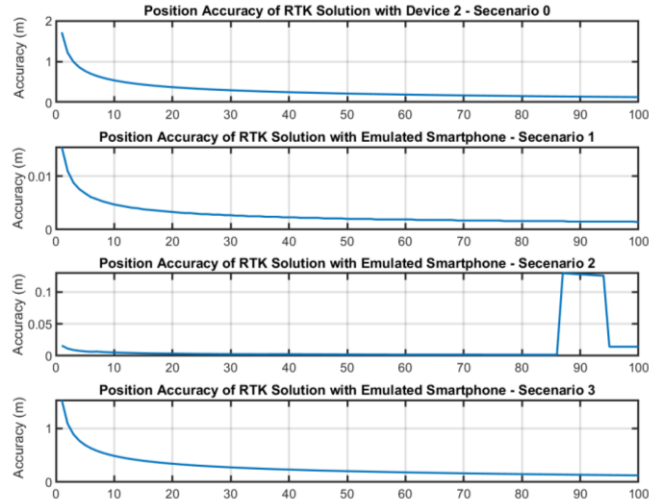 Position Accuracy of RTK Solution with Device 2 - Secenario 0
Accuracy (m)
2
1
0
0 10 20 30 40 50 60 70 80 90 100
Position Accuracy of RTK Solution with Emulated Smartphone - Secenario 1
Accuracy (m)
0.01
0
0 10 20 30 40 50 60 70 80 90 100
Position Accuracy of RTK Solution with Emulated Smartphone - Secenario 2
Accuracy (m)
0.1
0.05
0
0 10 20 30 40 50 60 70 80 90 100
Position Accuracy of RTK Solution with Emulated Smartphone - Secenario 3
Accuracy (m)
1
0
0 10 20 30 40 50 60 70 80 90 100